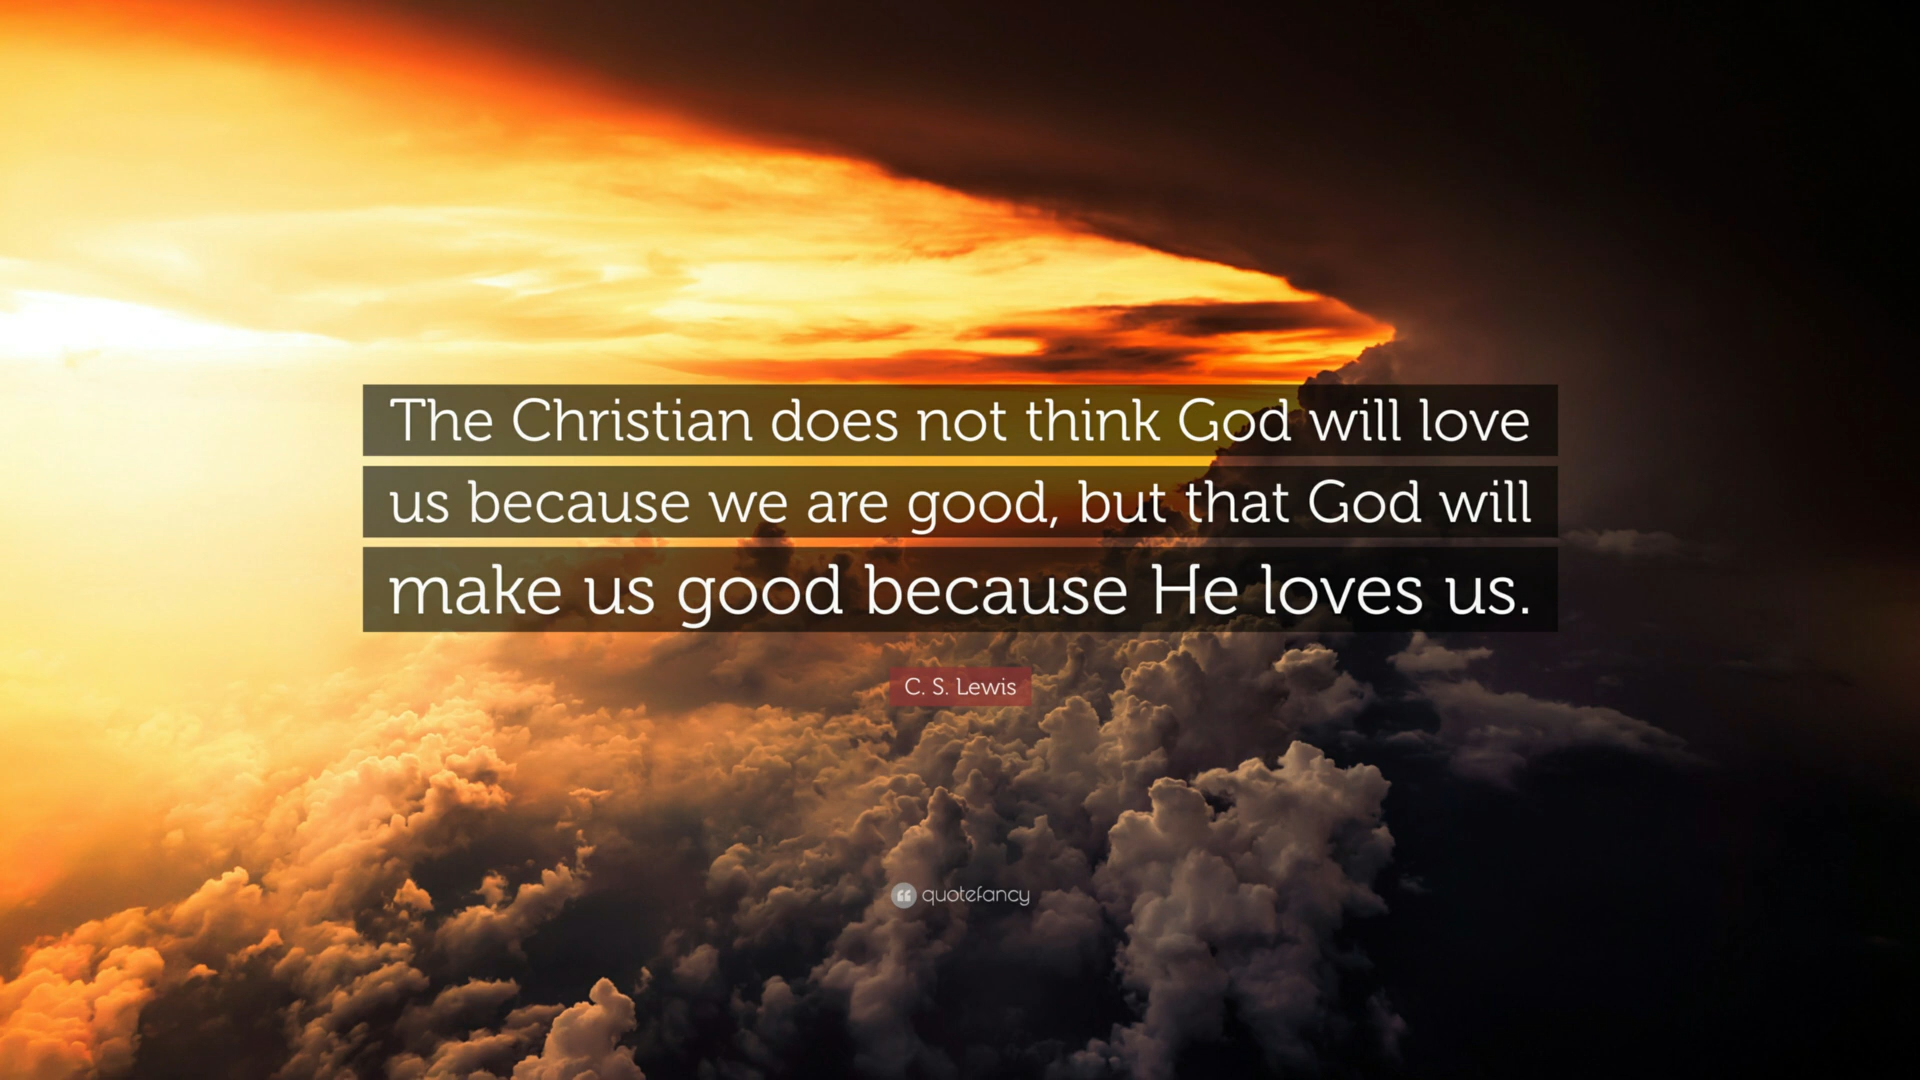 The Christian does not think God will love
us because we are good, but that God will
make us good because He loves us.
C. S. Lewis
quotefancy